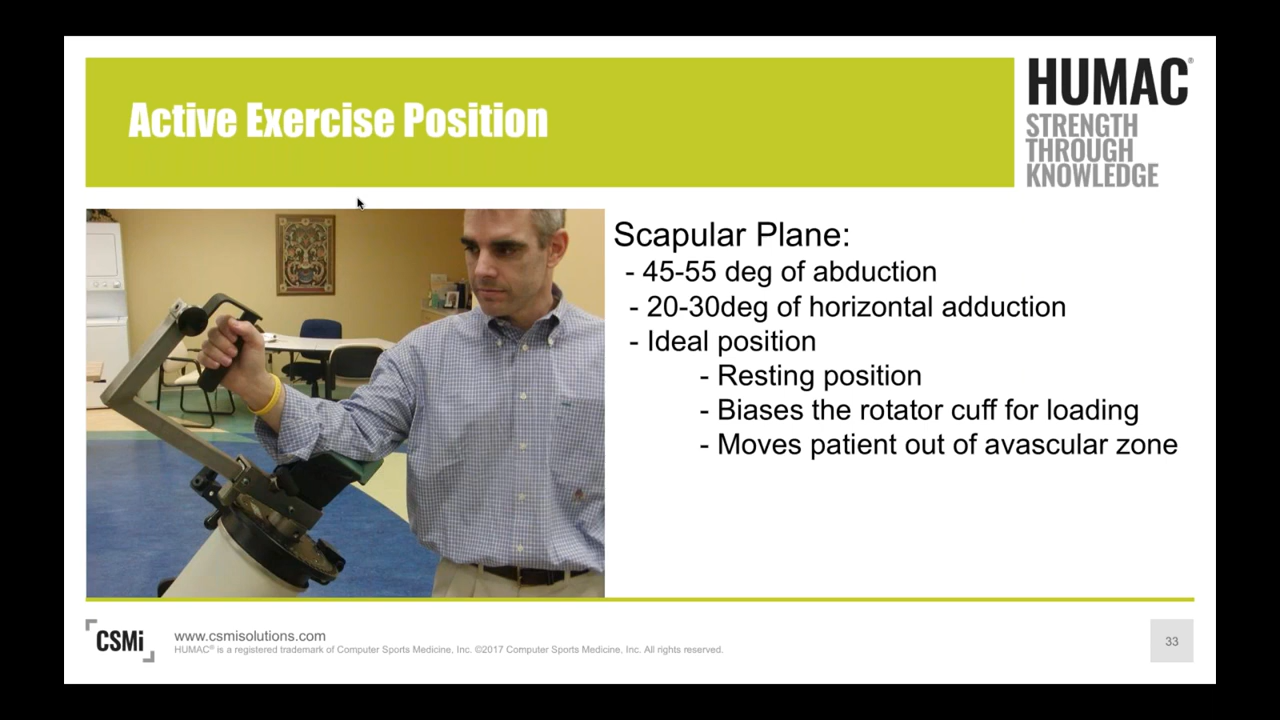 Active Exercise Position
HUMAC®
STRENGTH
THROUGH
KNOWLEDGE
Scapular Plane:
- 45-55 deg of abduction
- 20-30deg of horizontal adduction
- Ideal position
- Resting position
- Biases the rotator cuff for loading
- Moves patient out of avascular zone
CSMi
www.csmisolutions.com
HUMAC® is a registered trademark of Computer Sports Medicine, Inc. ©2017 Computer Sports Medicine, Inc. All rights reserved.
33